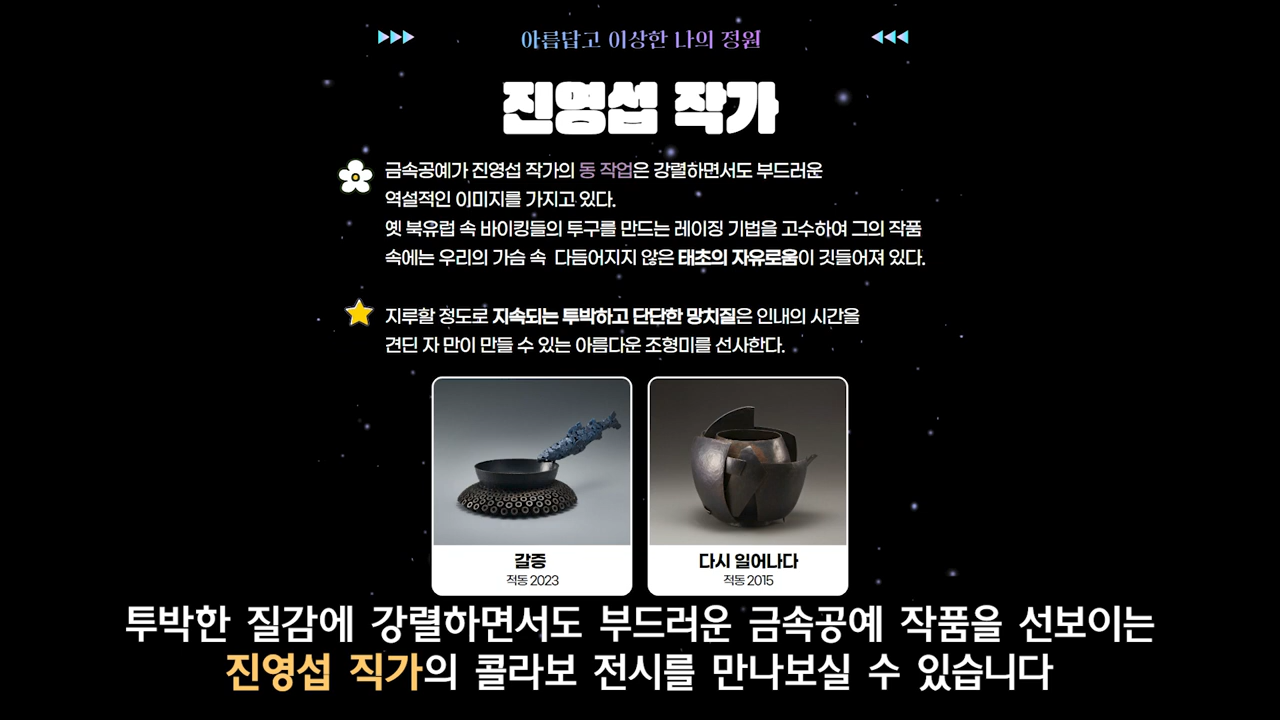 아름답고 이상한 나의 정원
진영섭 작가
금속공예가 진영섭 작가의 동 작업은 강렬하면서도 부드러운
역설적인 이미지를 가지고 있다.
옛 북유럽 속 바이킹들의 투구를 만드는 레이징 기법을 고수하여 그의 작품
속에는 우리의 가슴 속 다듬어지지 않은 태초의 자유로움이 깃들어져 있다.
지루할 정도로 지속되는 투박하고 단단한 망치질은 인내의 시간을
견딘 자 만이 만들 수 있는 아름다운 조형미를 선사한다.
갈증
적동 2023
다시 일어나다
적동 2015
투박한 질감에 강렬하면서도 부드러운 금속공예 작품을 선보이는
진영섭 직가의 콜라보 전시를 만나보실 수 있습니다